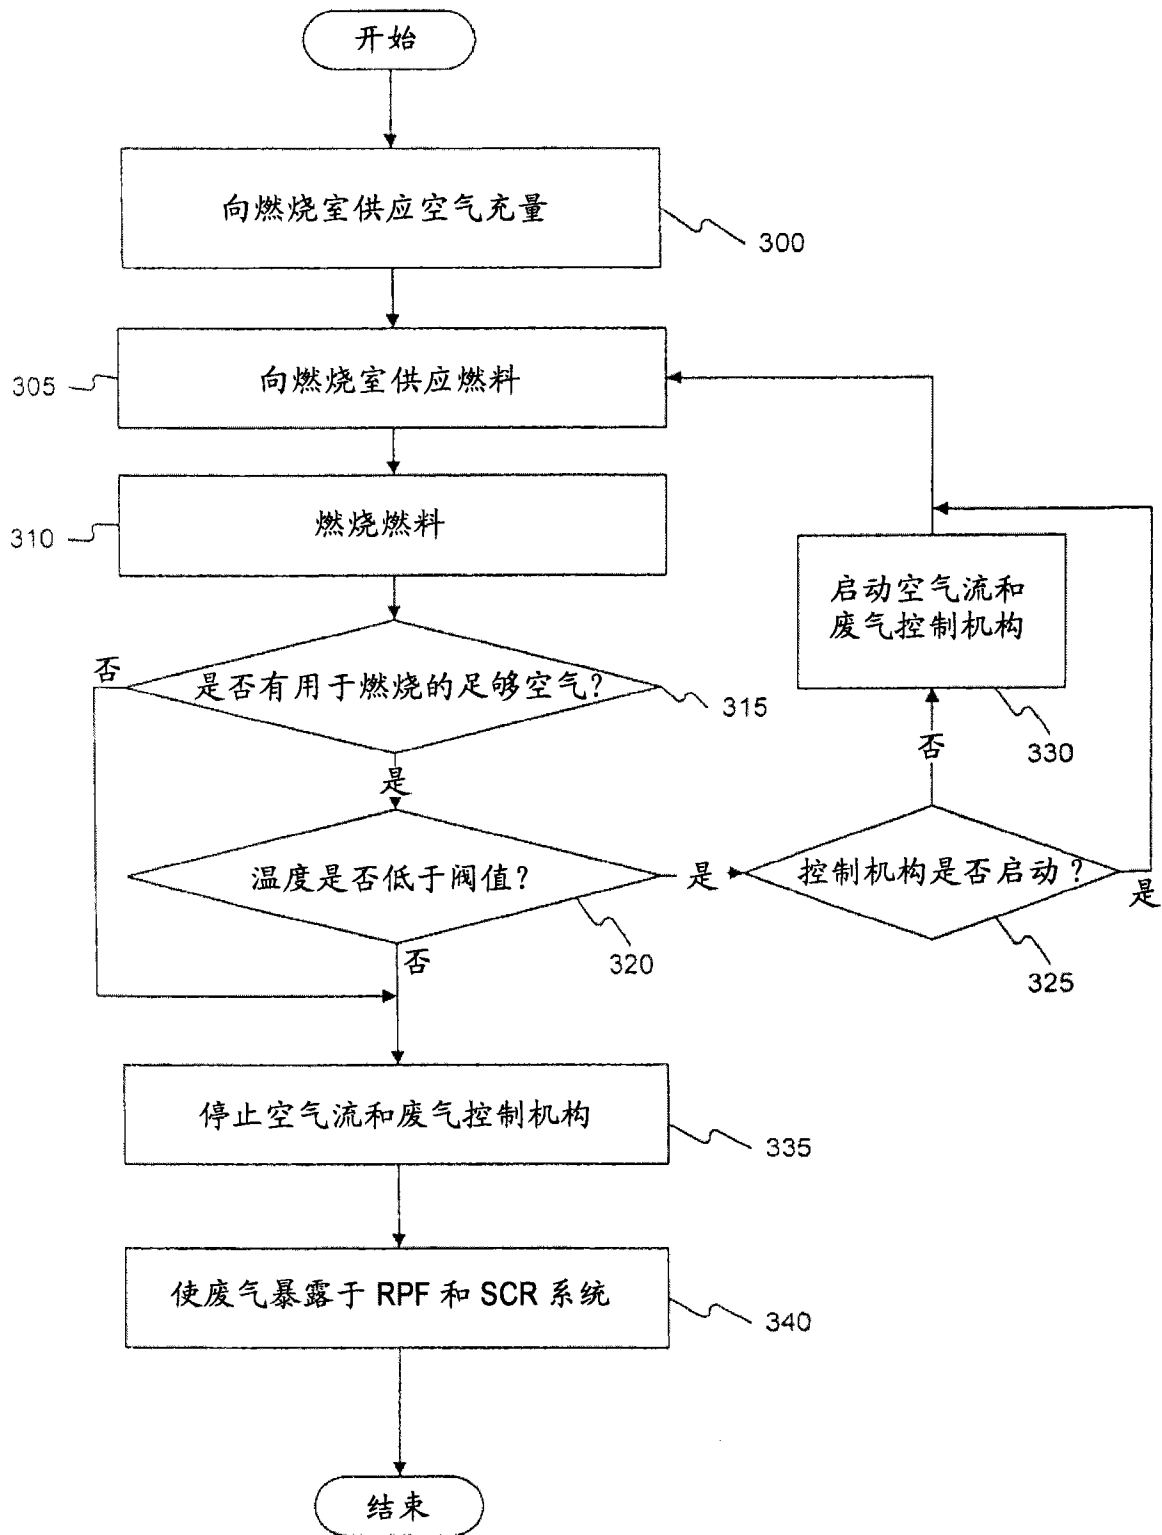 开始
向燃烧室供应空气充量
300
向燃烧室供应燃料
305
燃烧燃料
310
启动空气流和
废气控制机构
330
否
是否有用于燃烧的足够空气?
315
是
否
温度是否低于阀值?
320
是
控制机构是否启动?
325
是
否
停止空气流和废气控制机构
335
使废气暴露于 RPF 和 SCR 系统
340
结束